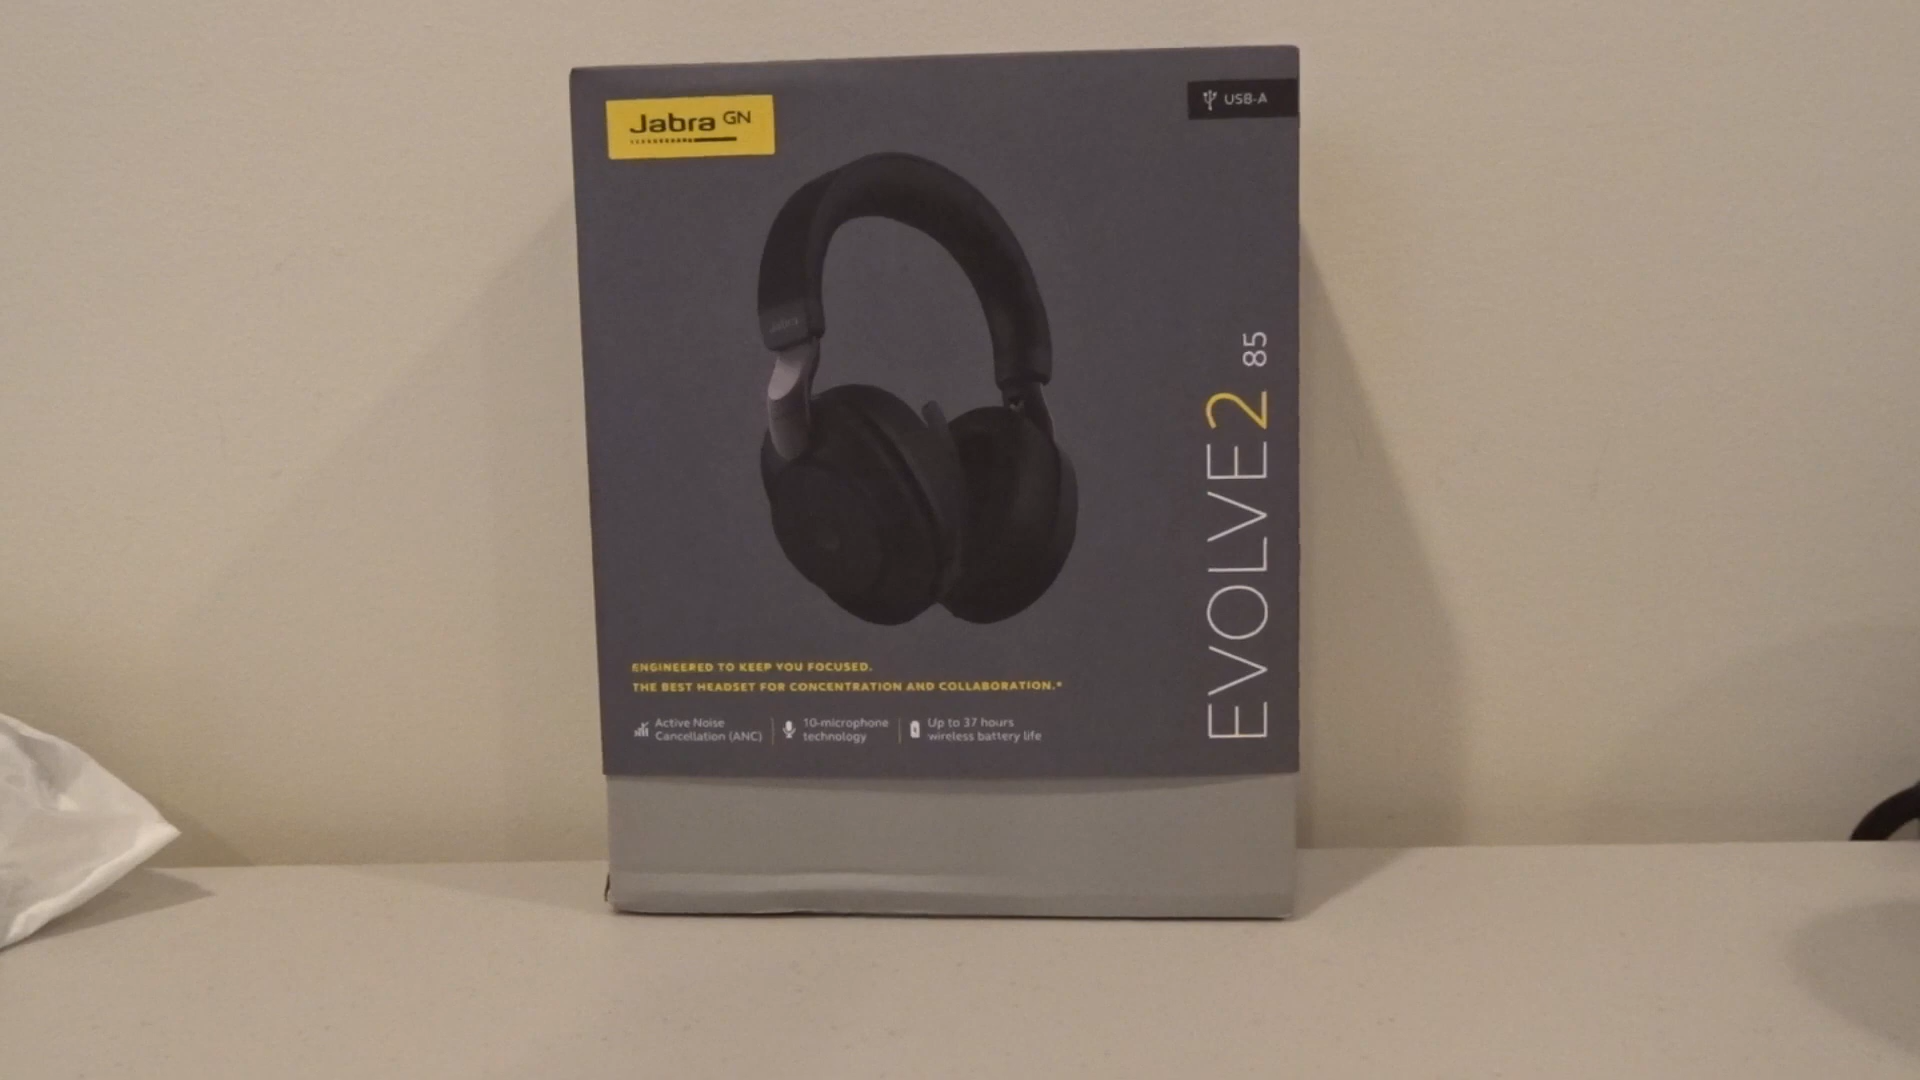 Jabra GN
USB-A
Jabra
EVOLVE2 85
ENGINEERED TO KEEP YOU FOCUSED.
THE BEST HEADSET FOR CONCENTRATION AND COLLABORATION.*
Active Noise
Cancellation (ANC)
10-microphone
technology
Up to 37 hours
wireless battery life